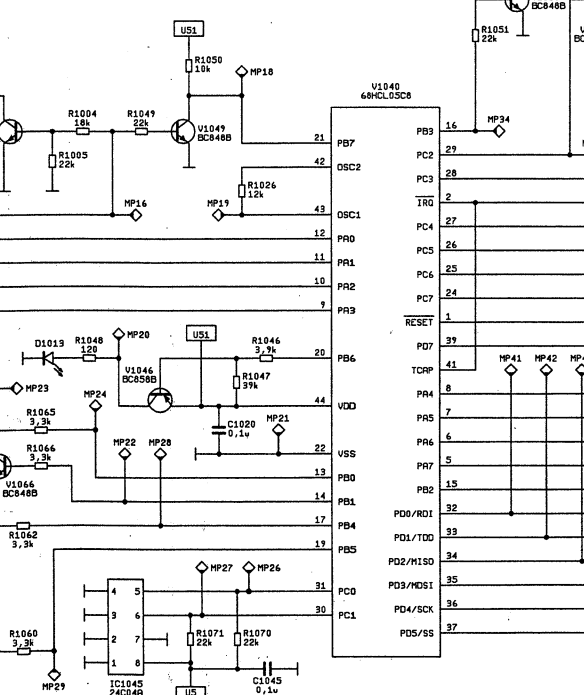 BC848B
U51
R1051
22k
R1050
10k
MP18
V1040
68HCL05C8
R1004
18k
R1049
22k
V1049
BC848B
MP34
21 PB7
PB3 16
R1005
22k
42 OSC2
PC2 29
R1026
12k
PC3 28
MP16
MP19
IRQ 2
43 OSC1
PC4 27
12 PA0
PC5 26
11 PA1
PC6 25
10 PA2
PC7 24
9 PA3
RESET 1
MP20
U51
D1013
R1048
120
R1046
3,9k
PD7 39
20 PB6
MP41
MP42
TCAP 41
V1046
BC858B
R1047
39k
MP23
MP24
PA4 8
44 VDD
R1065
3,3k
C1020
0,1u
MP21
PA5 7
MP22
MP28
PA6 6
R1066
3,3k
22 VSS
PA7 5
V1066
BC848B
13 PB0
PB2 15
14 PB1
PD0/RDI 32
17 PB4
R1062
3,3k
PD1/TDO 33
19 PB5
PD2/MISO 34
MP27
MP26
PD3/MOSI 35
4 5
31 PC0
PD4/SCK 36
3 6
30 PC1
R1060
3,3k
2 7
R1071
22k
R1070
22k
PD5/SS 37
1 8
MP29
IC1045
24C04A
U5
C1045
0,1u